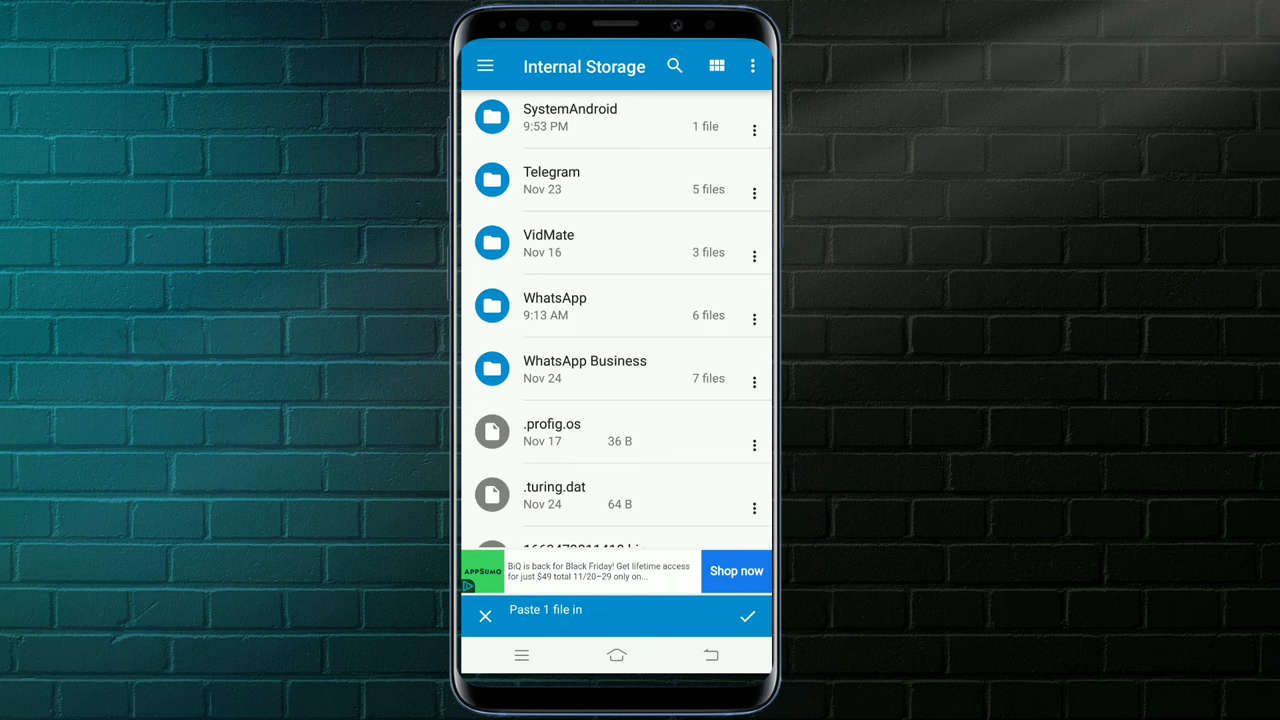 Internal Storage
SystemAndroid
9:53 PM 1 file
Telegram
Nov 23 5 files
VidMate
Nov 16 3 files
WhatsApp
9:13 AM 6 files
WhatsApp Business
Nov 24 7 files
.profig.os
Nov 17 36 B
.turing.dat
Nov 24 64 B
APPSUMO
BiQ is back for Black Friday! Get lifetime access
for just $49 total 11/20–29 only on...
Shop now
Paste 1 file in